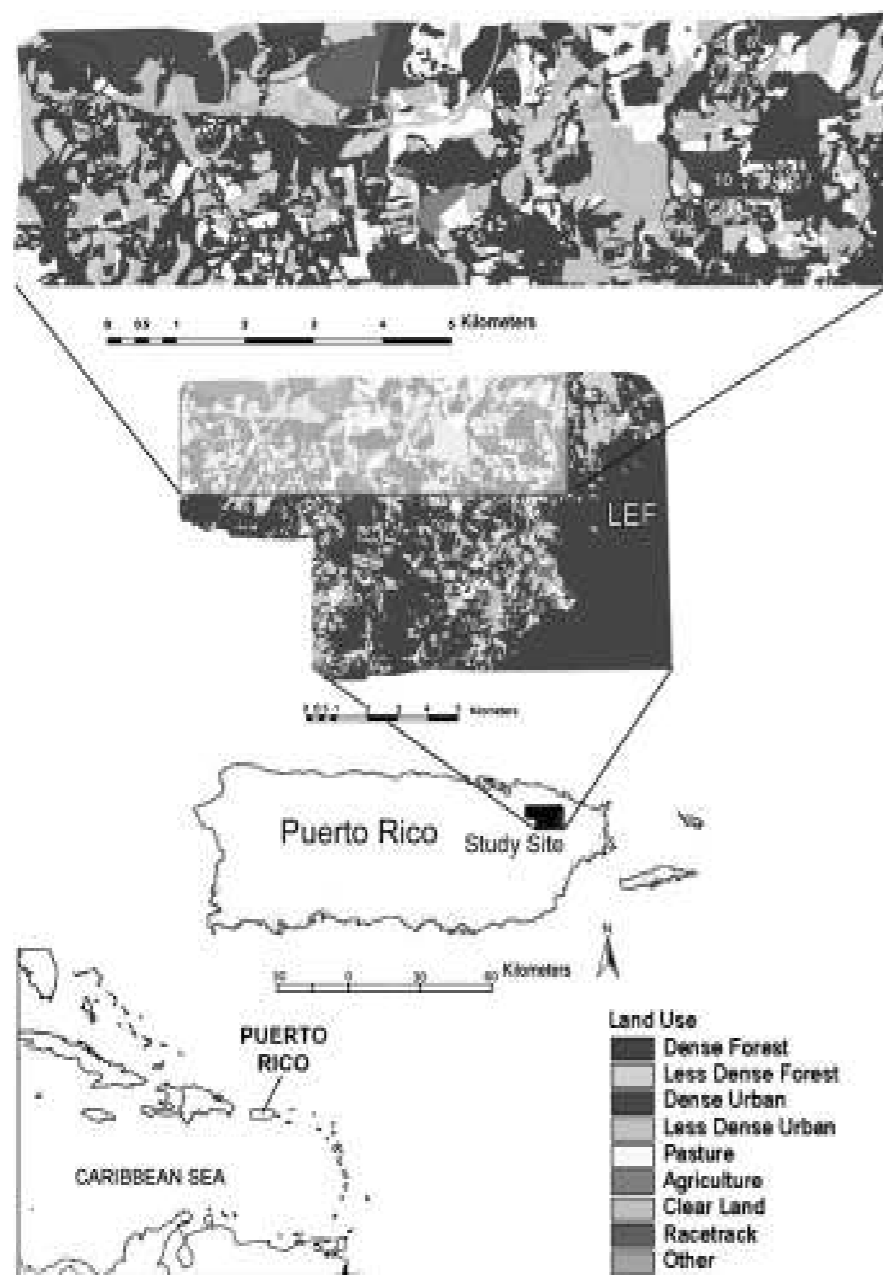 10
0 0.5 1 2 3 4 5 Kilometers
LEF
Kilometers
Puerto Rico
Study Site
N
0 30 60 Kilometers
PUERTO
RICO
CARIBBEAN SEA
Land Use
Dense Forest
Less Dense Forest
Dense Urban
Less Dense Urban
Pasture
Agriculture
Clear Land
Racetrack
Other